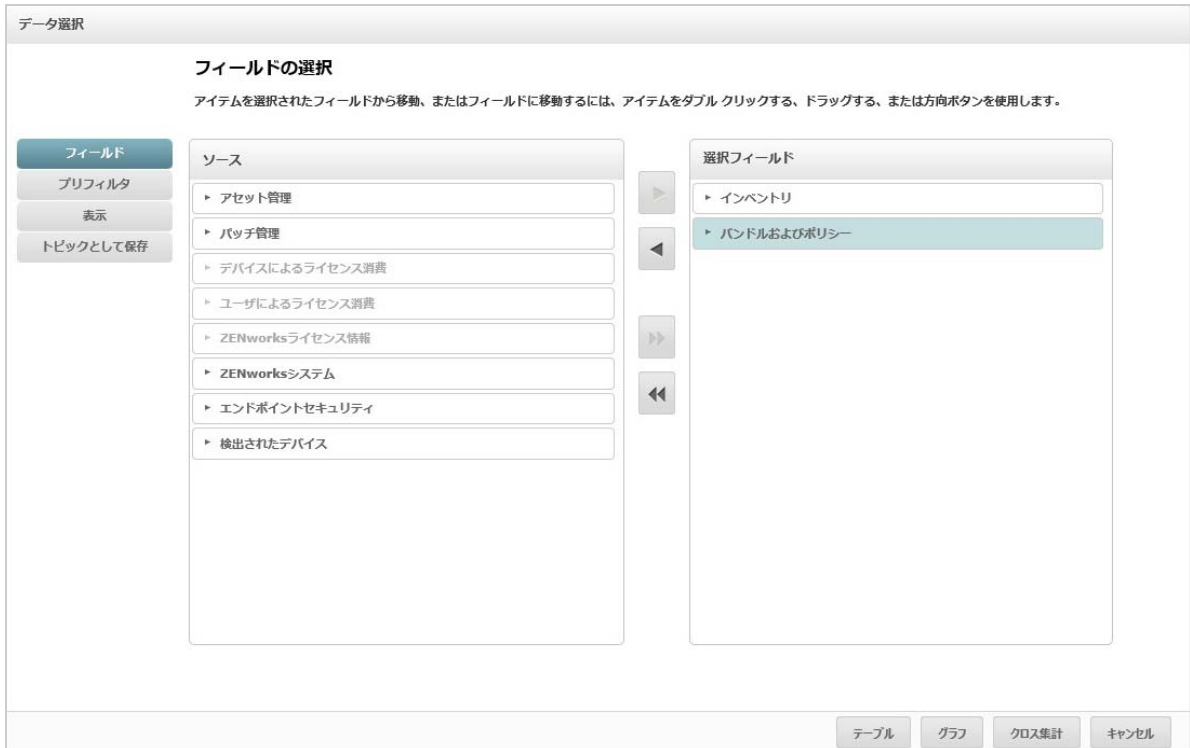 データ選択
フィールドの選択
アイテムを選択されたフィールドから移動、またはフィールドに移動するには、アイテムをダブル クリックする、ドラッグする、または方向ボタンを使用します。
フィールド
プリフィルタ
表示
トピックとして保存
ソース
アセット管理
パッチ管理
デバイスによるライセンス消費
ユーザによるライセンス消費
ZENworksライセンス情報
ZENworksシステム
エンドポイントセキュリティ
検出されたデバイス
選択フィールド
インベントリ
バンドルおよびポリシー
テーブル
グラフ
クロス集計
キャンセル